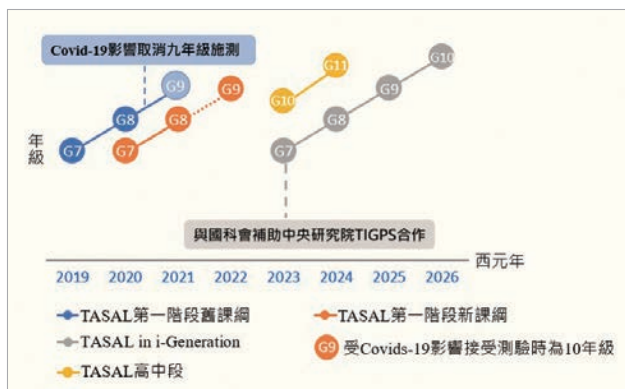 Covid-19影響取消九年級施測
G9
G11
G10
G9
G10
G9
G8
G8
G8
G7
G7
G7
年級
與國科會補助中央研究院TIGPS合作
西元年
2019 2020 2021 2022 2023 2024 2025 2026
TASAL第一階段舊課綱
TASAL第一階段新課綱
TASAL in i-Generation
G9 受Covids-19影響接受測驗時為10年級
TASAL高中段